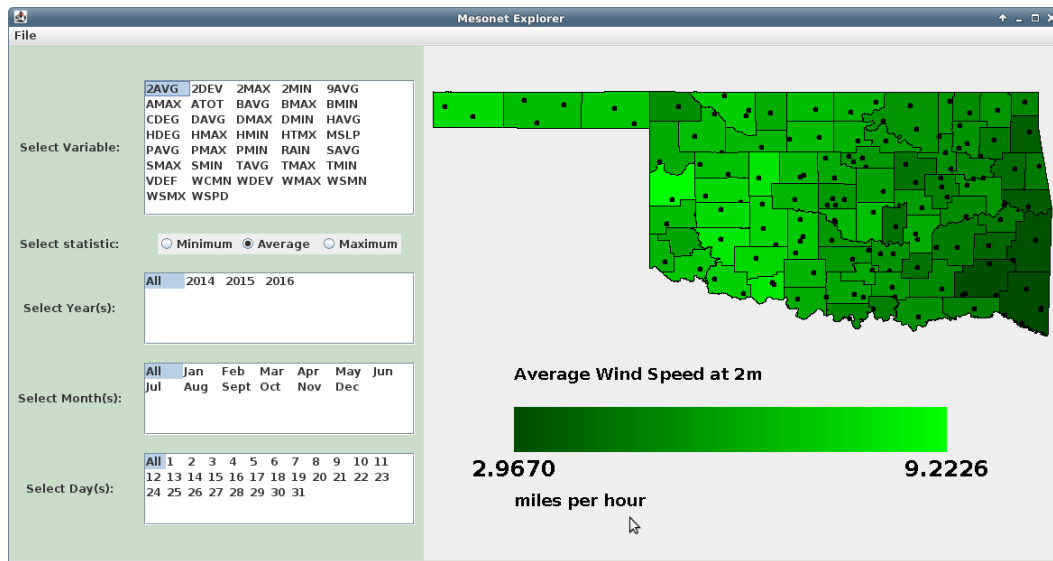 Mesonet Explorer
File
Select Variable:
2AVG 2DEV 2MAX 2MIN 9AVG
AMAX ATOT BAVG BMAX BMIN
CDEG DAVG DMAX DMIN HAVG
HDEG HMAX HMIN HTMX MSLP
PAVG PMAX PMIN RAIN SAVG
SMAX SMIN TAVG TMAX TMIN
VDEF WCMN WDEV WMAX WSMN
WSMX WSPD
Select statistic:
Minimum Average Maximum
Select Year(s):
All 2014 2015 2016
Select Month(s):
All Jan Feb Mar Apr May Jun
Jul Aug Sept Oct Nov Dec
Select Day(s):
All 1 2 3 4 5 6 7 8 9 10 11
12 13 14 15 16 17 18 19 20 21 22 23
24 25 26 27 28 29 30 31
Average Wind Speed at 2m
2.9670 9.2226
miles per hour